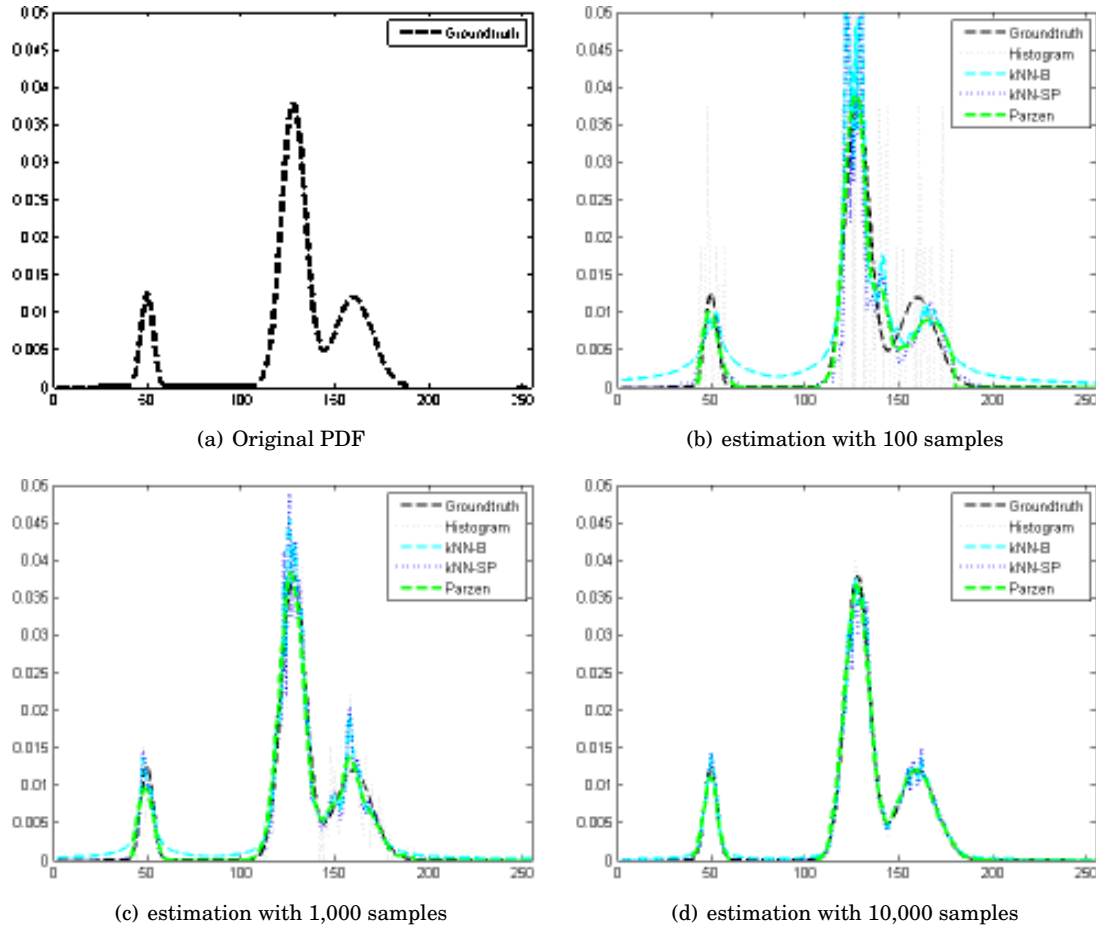 0.05
0.045
0.04
0.035
0.03
0.025
0.02
0.015
0.01
0.005
0
0 50 100 150 200 250
Groundtruth
(a) Original PDF
0.05
0.045
0.04
0.035
0.03
0.025
0.02
0.015
0.01
0.005
0
0 50 100 150 200 250
Groundtruth
Histogram
kNN-B
kNN-SP
Parzen
(b) estimation with 100 samples
0.05
0.045
0.04
0.035
0.03
0.025
0.02
0.015
0.01
0.005
0
0 50 100 150 200 250
Groundtruth
Histogram
kNN-B
kNN-SP
Parzen
(c) estimation with 1,000 samples
0.05
0.045
0.04
0.035
0.03
0.025
0.02
0.015
0.01
0.005
0
0 50 100 150 200 250
Groundtruth
Histogram
kNN-B
kNN-SP
Parzen
(d) estimation with 10,000 samples